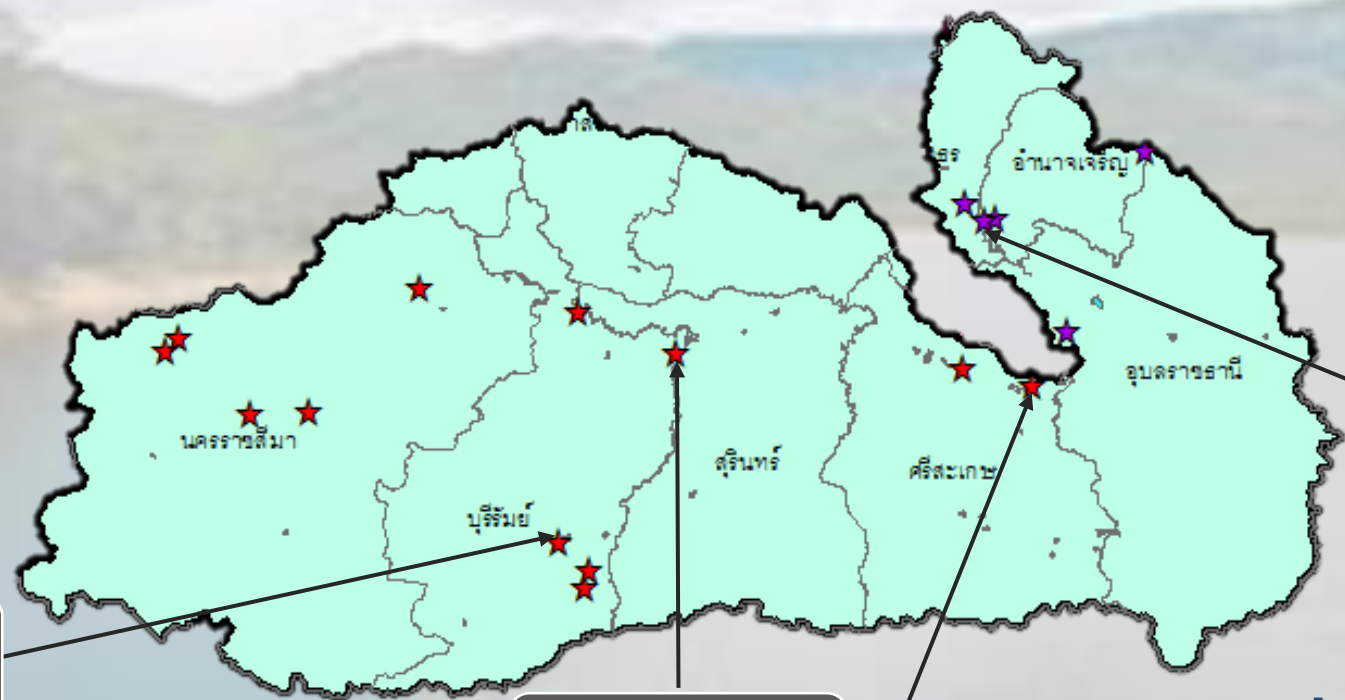 อำนาจเจริญ
อุบลราชธานี
นครราชสีมา
สุรินทร์
ศรีสะเกษ
บุรีรัมย์